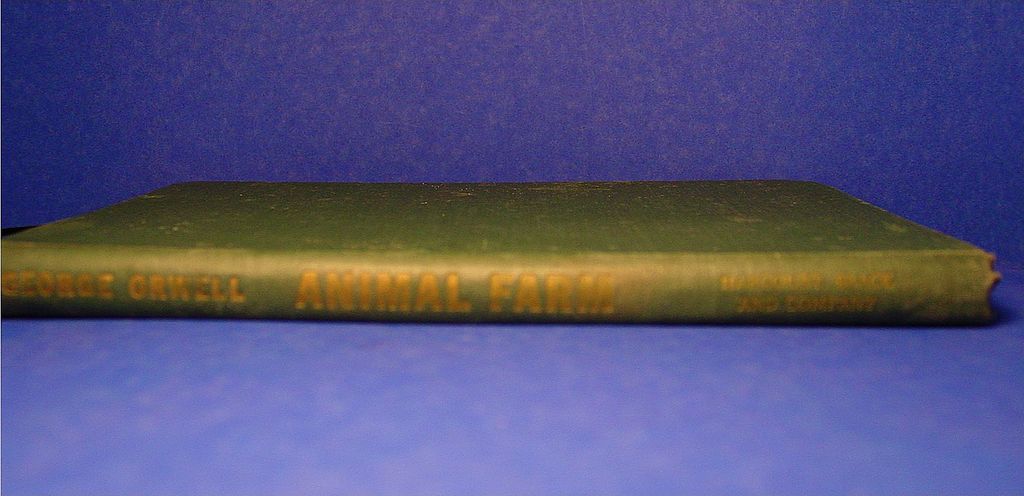 GEORGE ORWELL
ANIMAL FARM
HARCOURT, BRACE
AND COMPANY